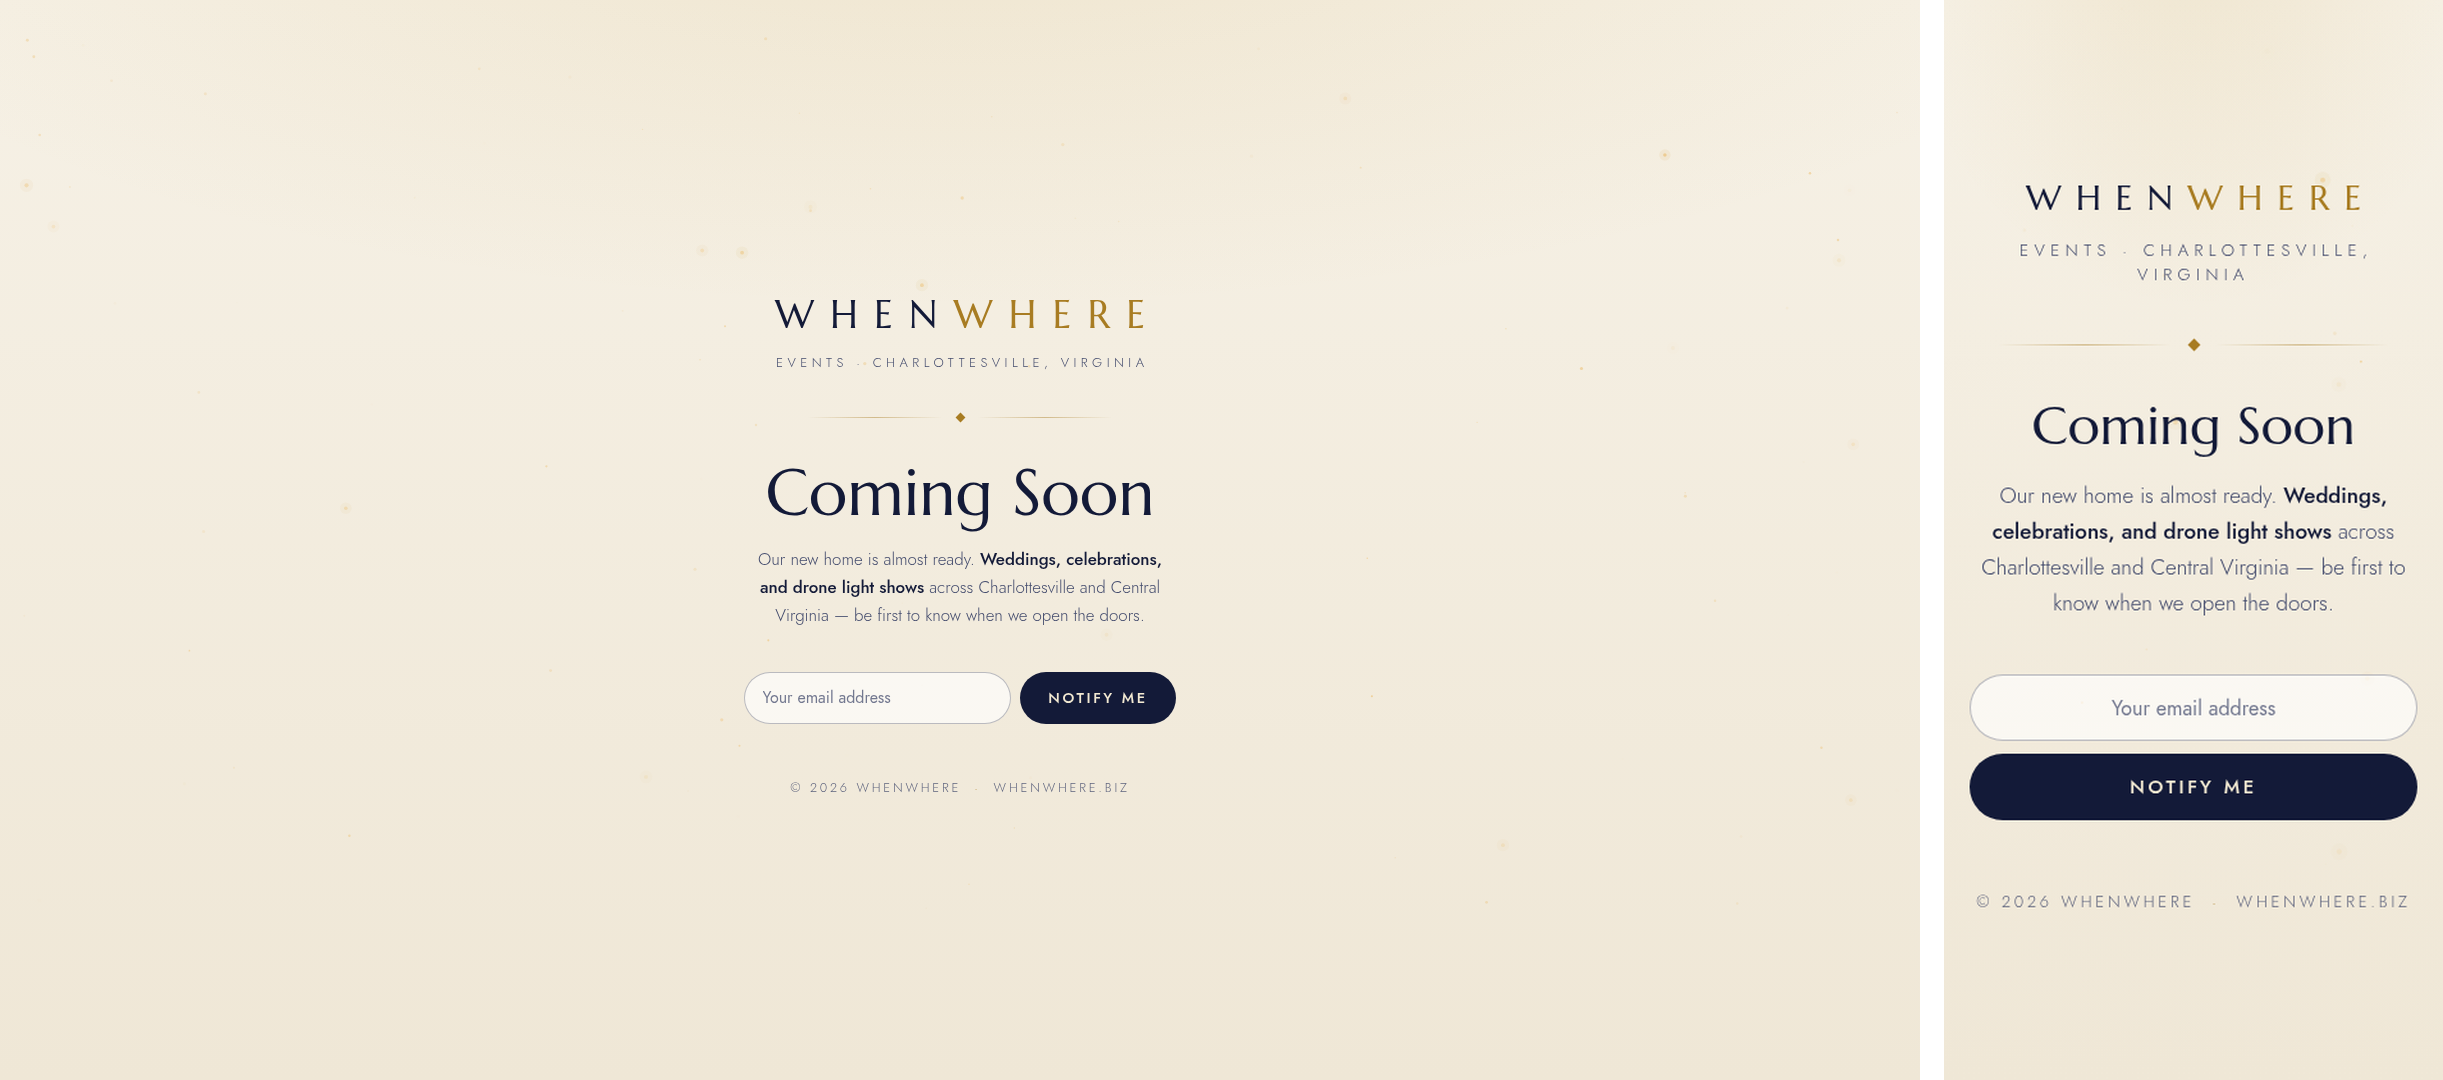 WHENWHERE
EVENTS · CHARLOTTESVILLE, VIRGINIA
Coming Soon
Our new home is almost ready. Weddings, celebrations,
and drone light shows across Charlottesville and Central
Virginia — be first to know when we open the doors.
Your email address
NOTIFY ME
© 2026 WHENWHERE · WHENWHERE.BIZ
WHENWHERE
EVENTS · CHARLOTTESVILLE,
VIRGINIA
Coming Soon
Our new home is almost ready. Weddings,
celebrations, and drone light shows across
Charlottesville and Central Virginia — be first to
know when we open the doors.
Your email address
NOTIFY ME
© 2026 WHENWHERE · WHENWHERE.BIZ